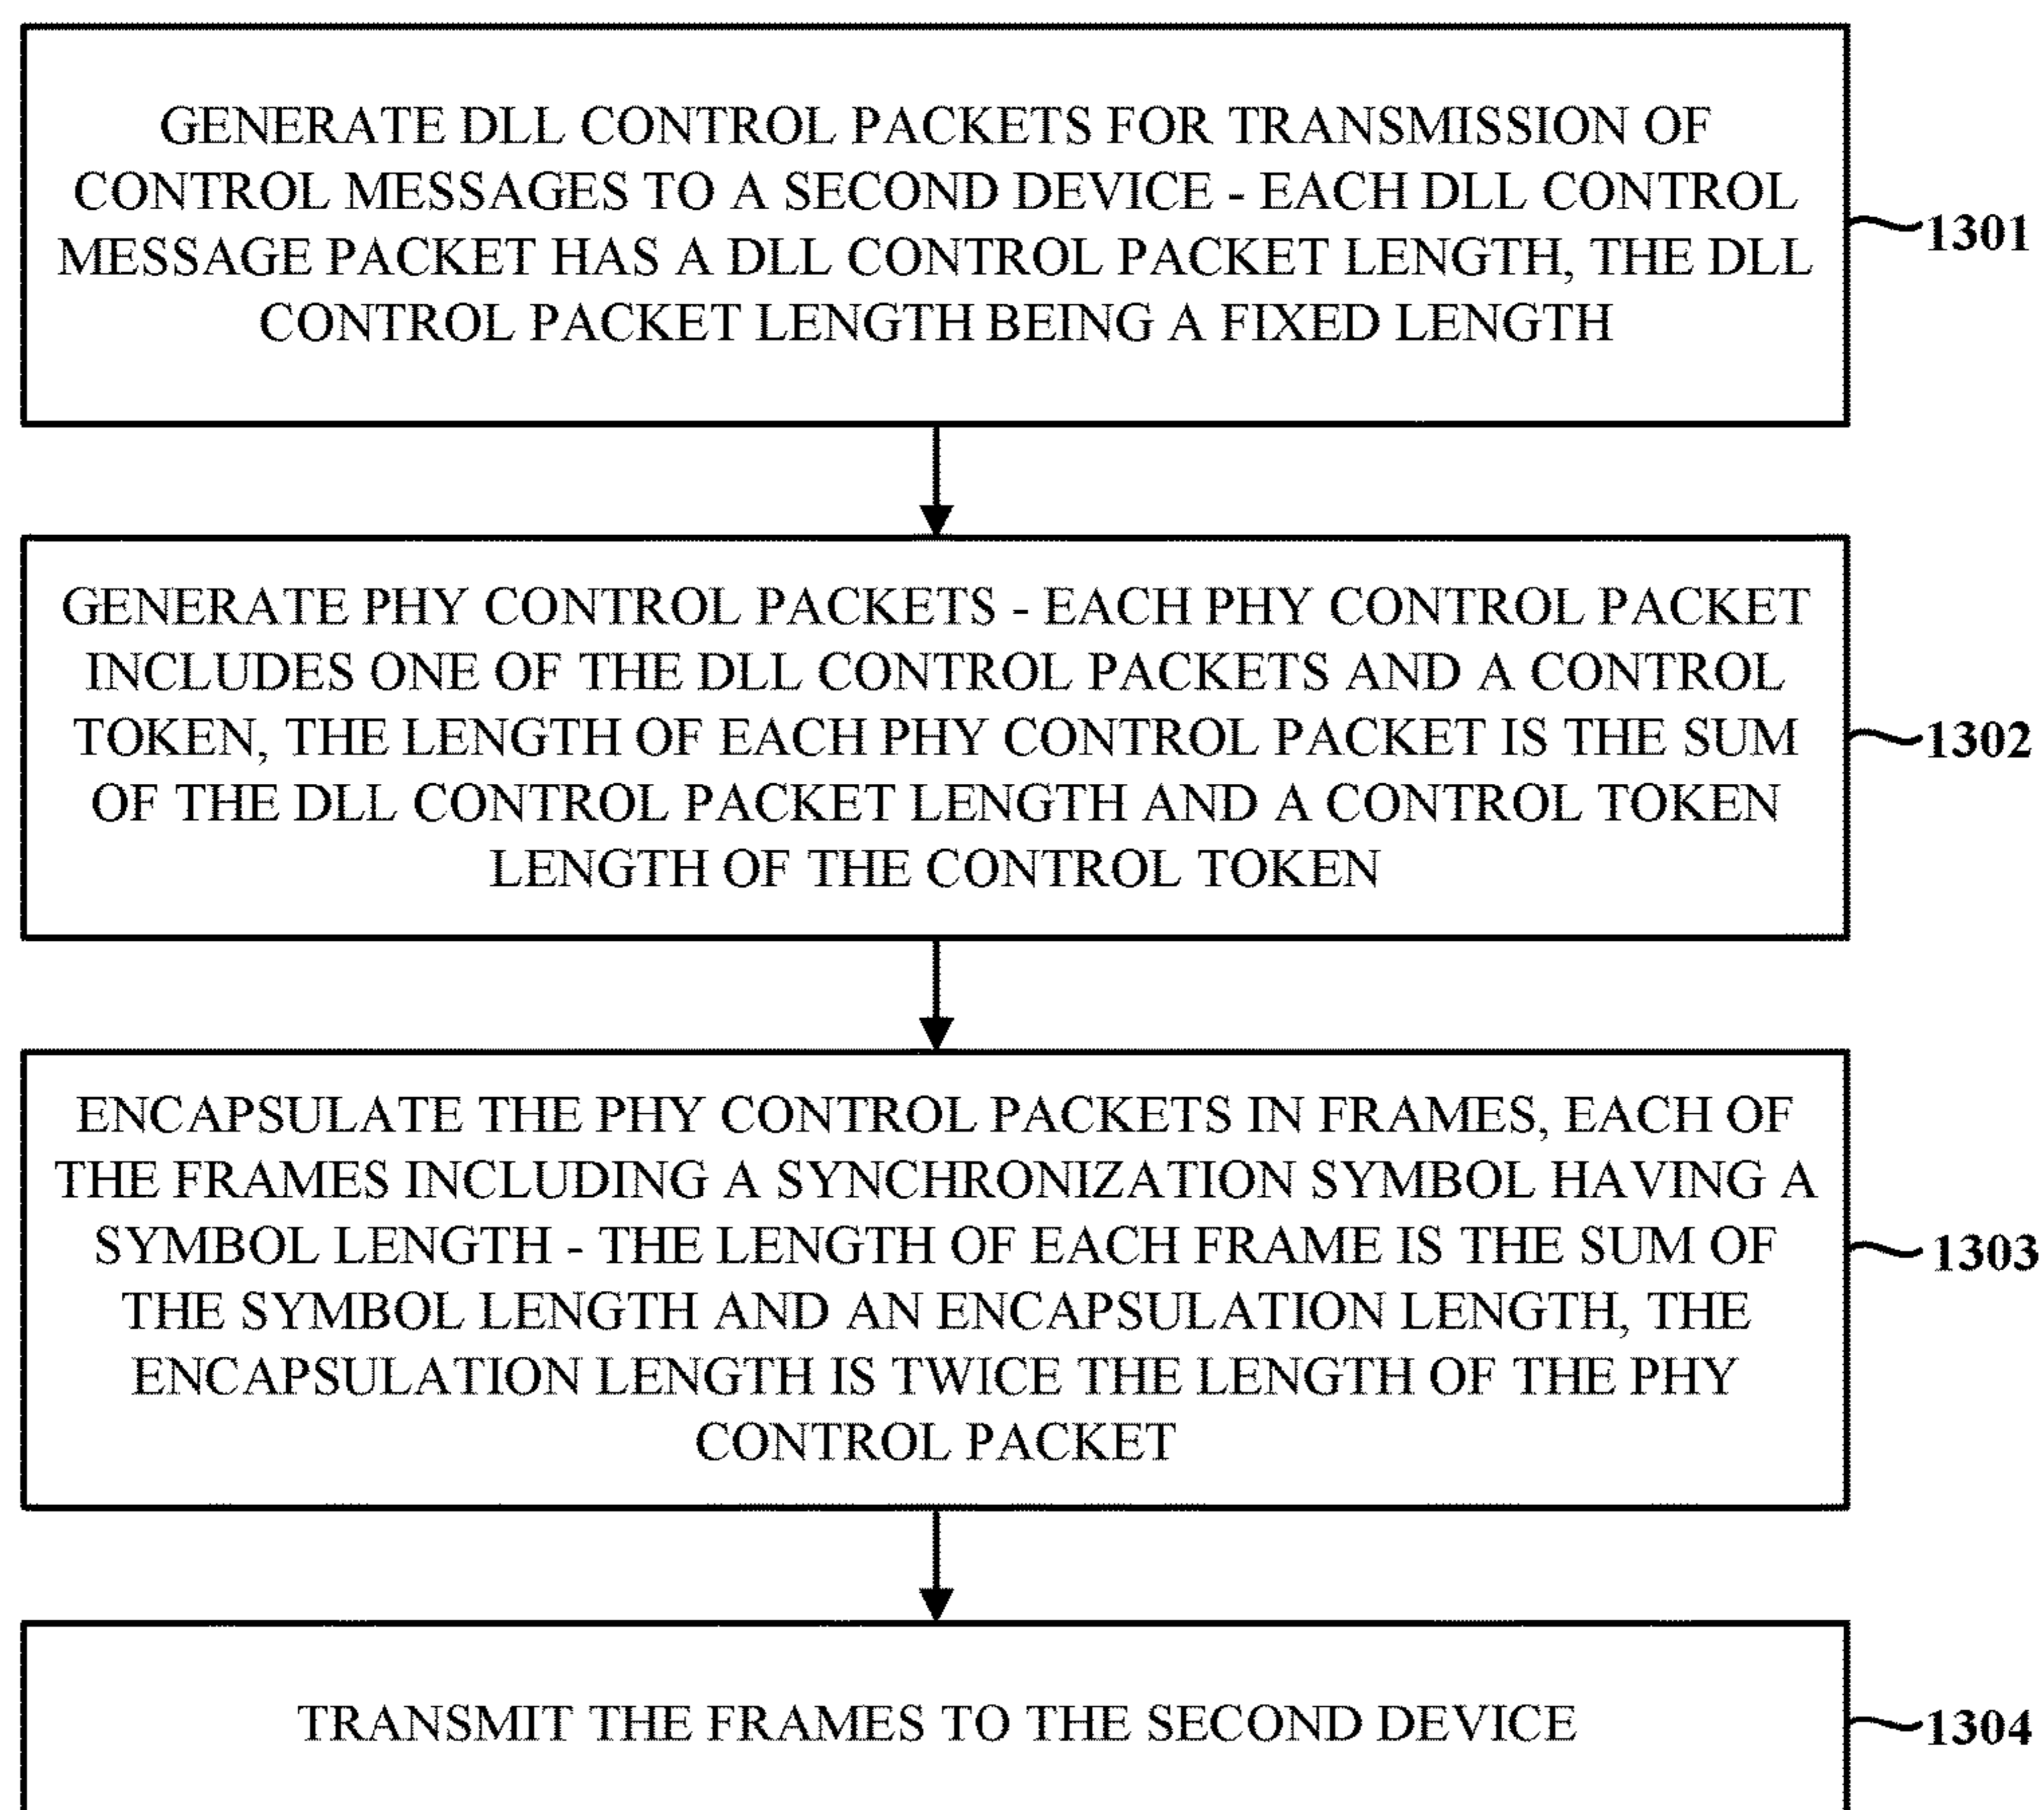 GENERATE DLL CONTROL PACKETS FOR TRANSMISSION OF
CONTROL MESSAGES TO A SECOND DEVICE - EACH DLL CONTROL
MESSAGE PACKET HAS A DLL CONTROL PACKET LENGTH, THE DLL
CONTROL PACKET LENGTH BEING A FIXED LENGTH
1301
GENERATE PHY CONTROL PACKETS - EACH PHY CONTROL PACKET
INCLUDES ONE OF THE DLL CONTROL PACKETS AND A CONTROL
TOKEN, THE LENGTH OF EACH PHY CONTROL PACKET IS THE SUM
OF THE DLL CONTROL PACKET LENGTH AND A CONTROL TOKEN
LENGTH OF THE CONTROL TOKEN
1302
ENCAPSULATE THE PHY CONTROL PACKETS IN FRAMES, EACH OF
THE FRAMES INCLUDING A SYNCHRONIZATION SYMBOL HAVING A
SYMBOL LENGTH - THE LENGTH OF EACH FRAME IS THE SUM OF
THE SYMBOL LENGTH AND AN ENCAPSULATION LENGTH, THE
ENCAPSULATION LENGTH IS TWICE THE LENGTH OF THE PHY
CONTROL PACKET
1303
TRANSMIT THE FRAMES TO THE SECOND DEVICE
1304